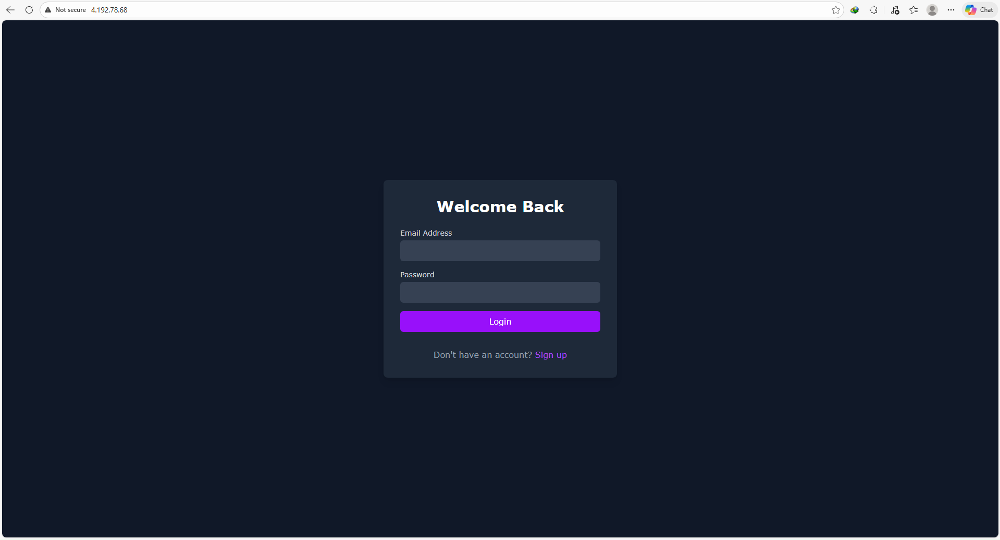 Not secure 4.192.78.68
Chat
Welcome Back
Email Address
Password
Login
Don't have an account? Sign up